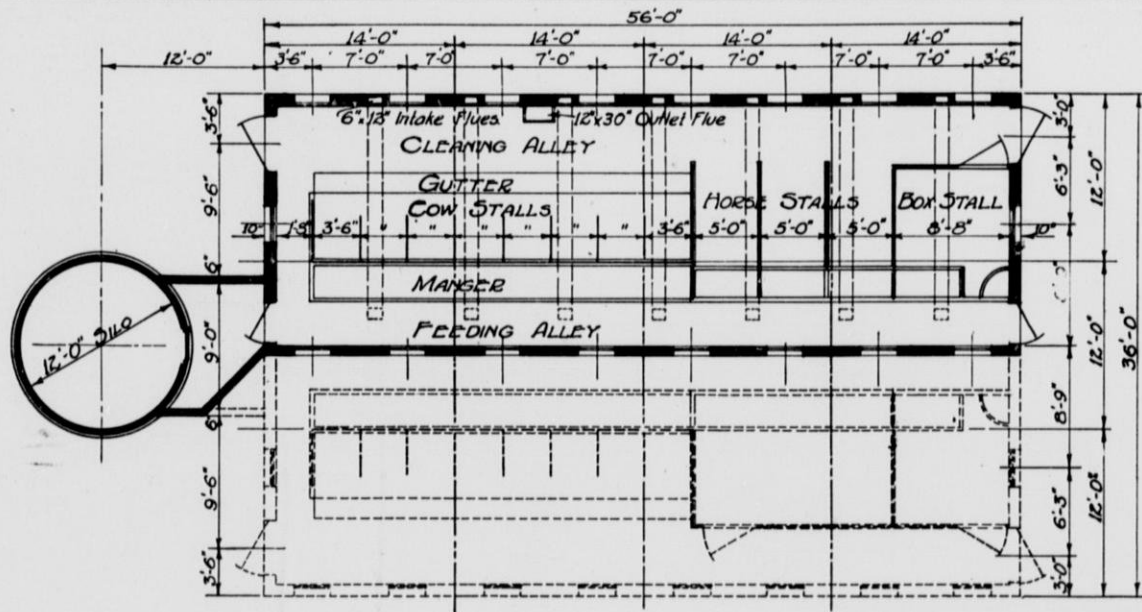 56'-0"
14'-0" 14'-0" 14'-0" 14'-0"
12'-0" 3'-6" 7'-0" 7'-0" 7'-0" 7'-0" 7'-0" 7'-0" 7'-0" 3'-6"
3'-6"
6"x12" Intake Flues
12"x30" Outlet Flue
3'-0"
CLEANING ALLEY
9'-6"
6'-3"
12'-0"
GUTTER
COW STALLS
HORSE STALLS
BOX STALL
10" 1'-5" 3'-6" " " " " " " 3'-6" 5'-0" 5'-0" 5'-0" 8'-8" 10"
6"
MANGER
12'-0" SILO
9'-0"
FEEDING ALLEY
12'-0"
36'-0"
8'-9"
6"
9'-6"
6'-3"
12'-0"
3'-6"
3'-0"